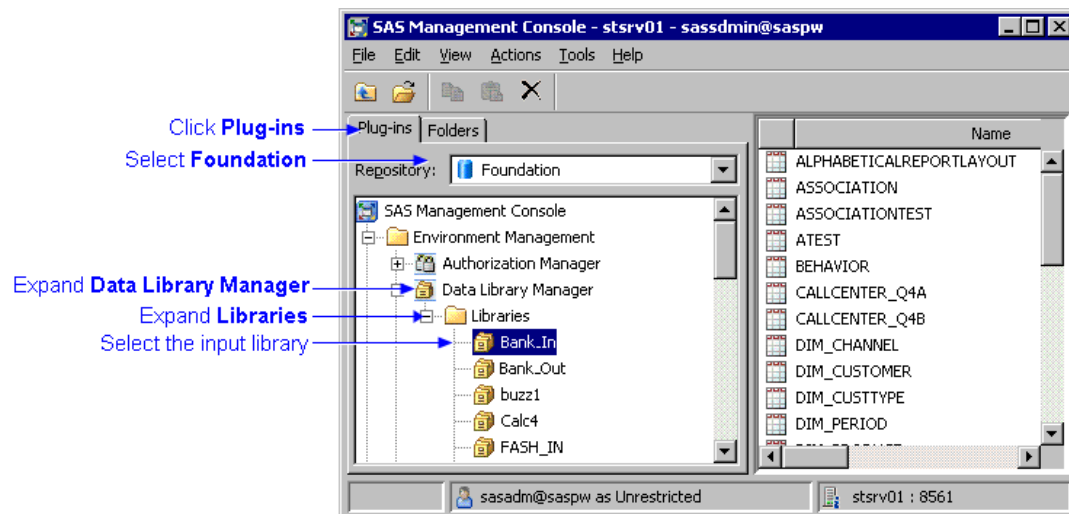 SAS Management Console - stsrv01 - sassdmin@saspw
File Edit View Actions Tools Help
Click Plug-ins
Plug-ins Folders
Select Foundation
Repository: Foundation
SAS Management Console
Environment Management
Authorization Manager
Expand Data Library Manager
Data Library Manager
Expand Libraries
Libraries
Select the input library
Bank_In
Bank_Out
buzz1
Calc4
FASH_IN
Name
ALPHABETICALREPORTLAYOUT
ASSOCIATION
ASSOCIATIONTEST
ATEST
BEHAVIOR
CALLCENTER_Q4A
CALLCENTER_Q4B
DIM_CHANNEL
DIM_CUSTOMER
DIM_CUSTTYPE
DIM_PERIOD
sasadm@saspw as Unrestricted
stsrv01 : 8561